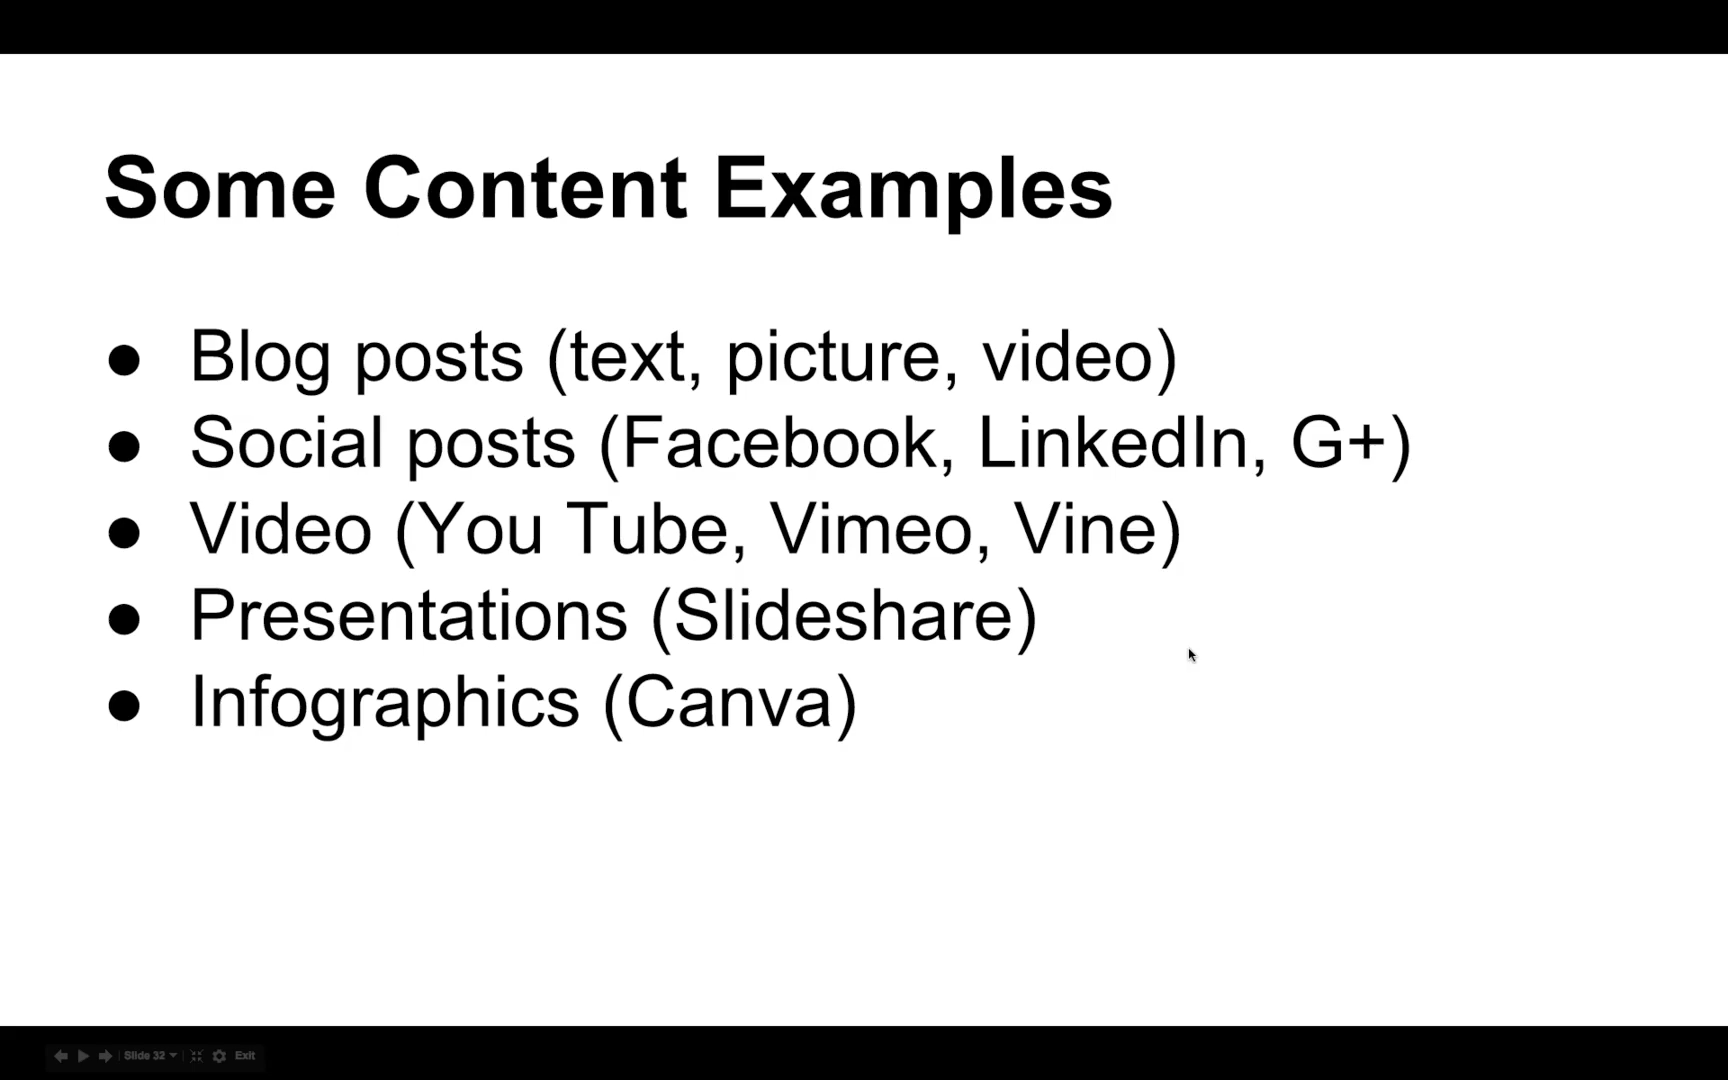 Some Content Examples
● Blog posts (text, picture, video)
● Social posts (Facebook, LinkedIn, G+)
● Video (You Tube, Vimeo, Vine)
● Presentations (Slideshare)
● Infographics (Canva)
Slide 32 Exit